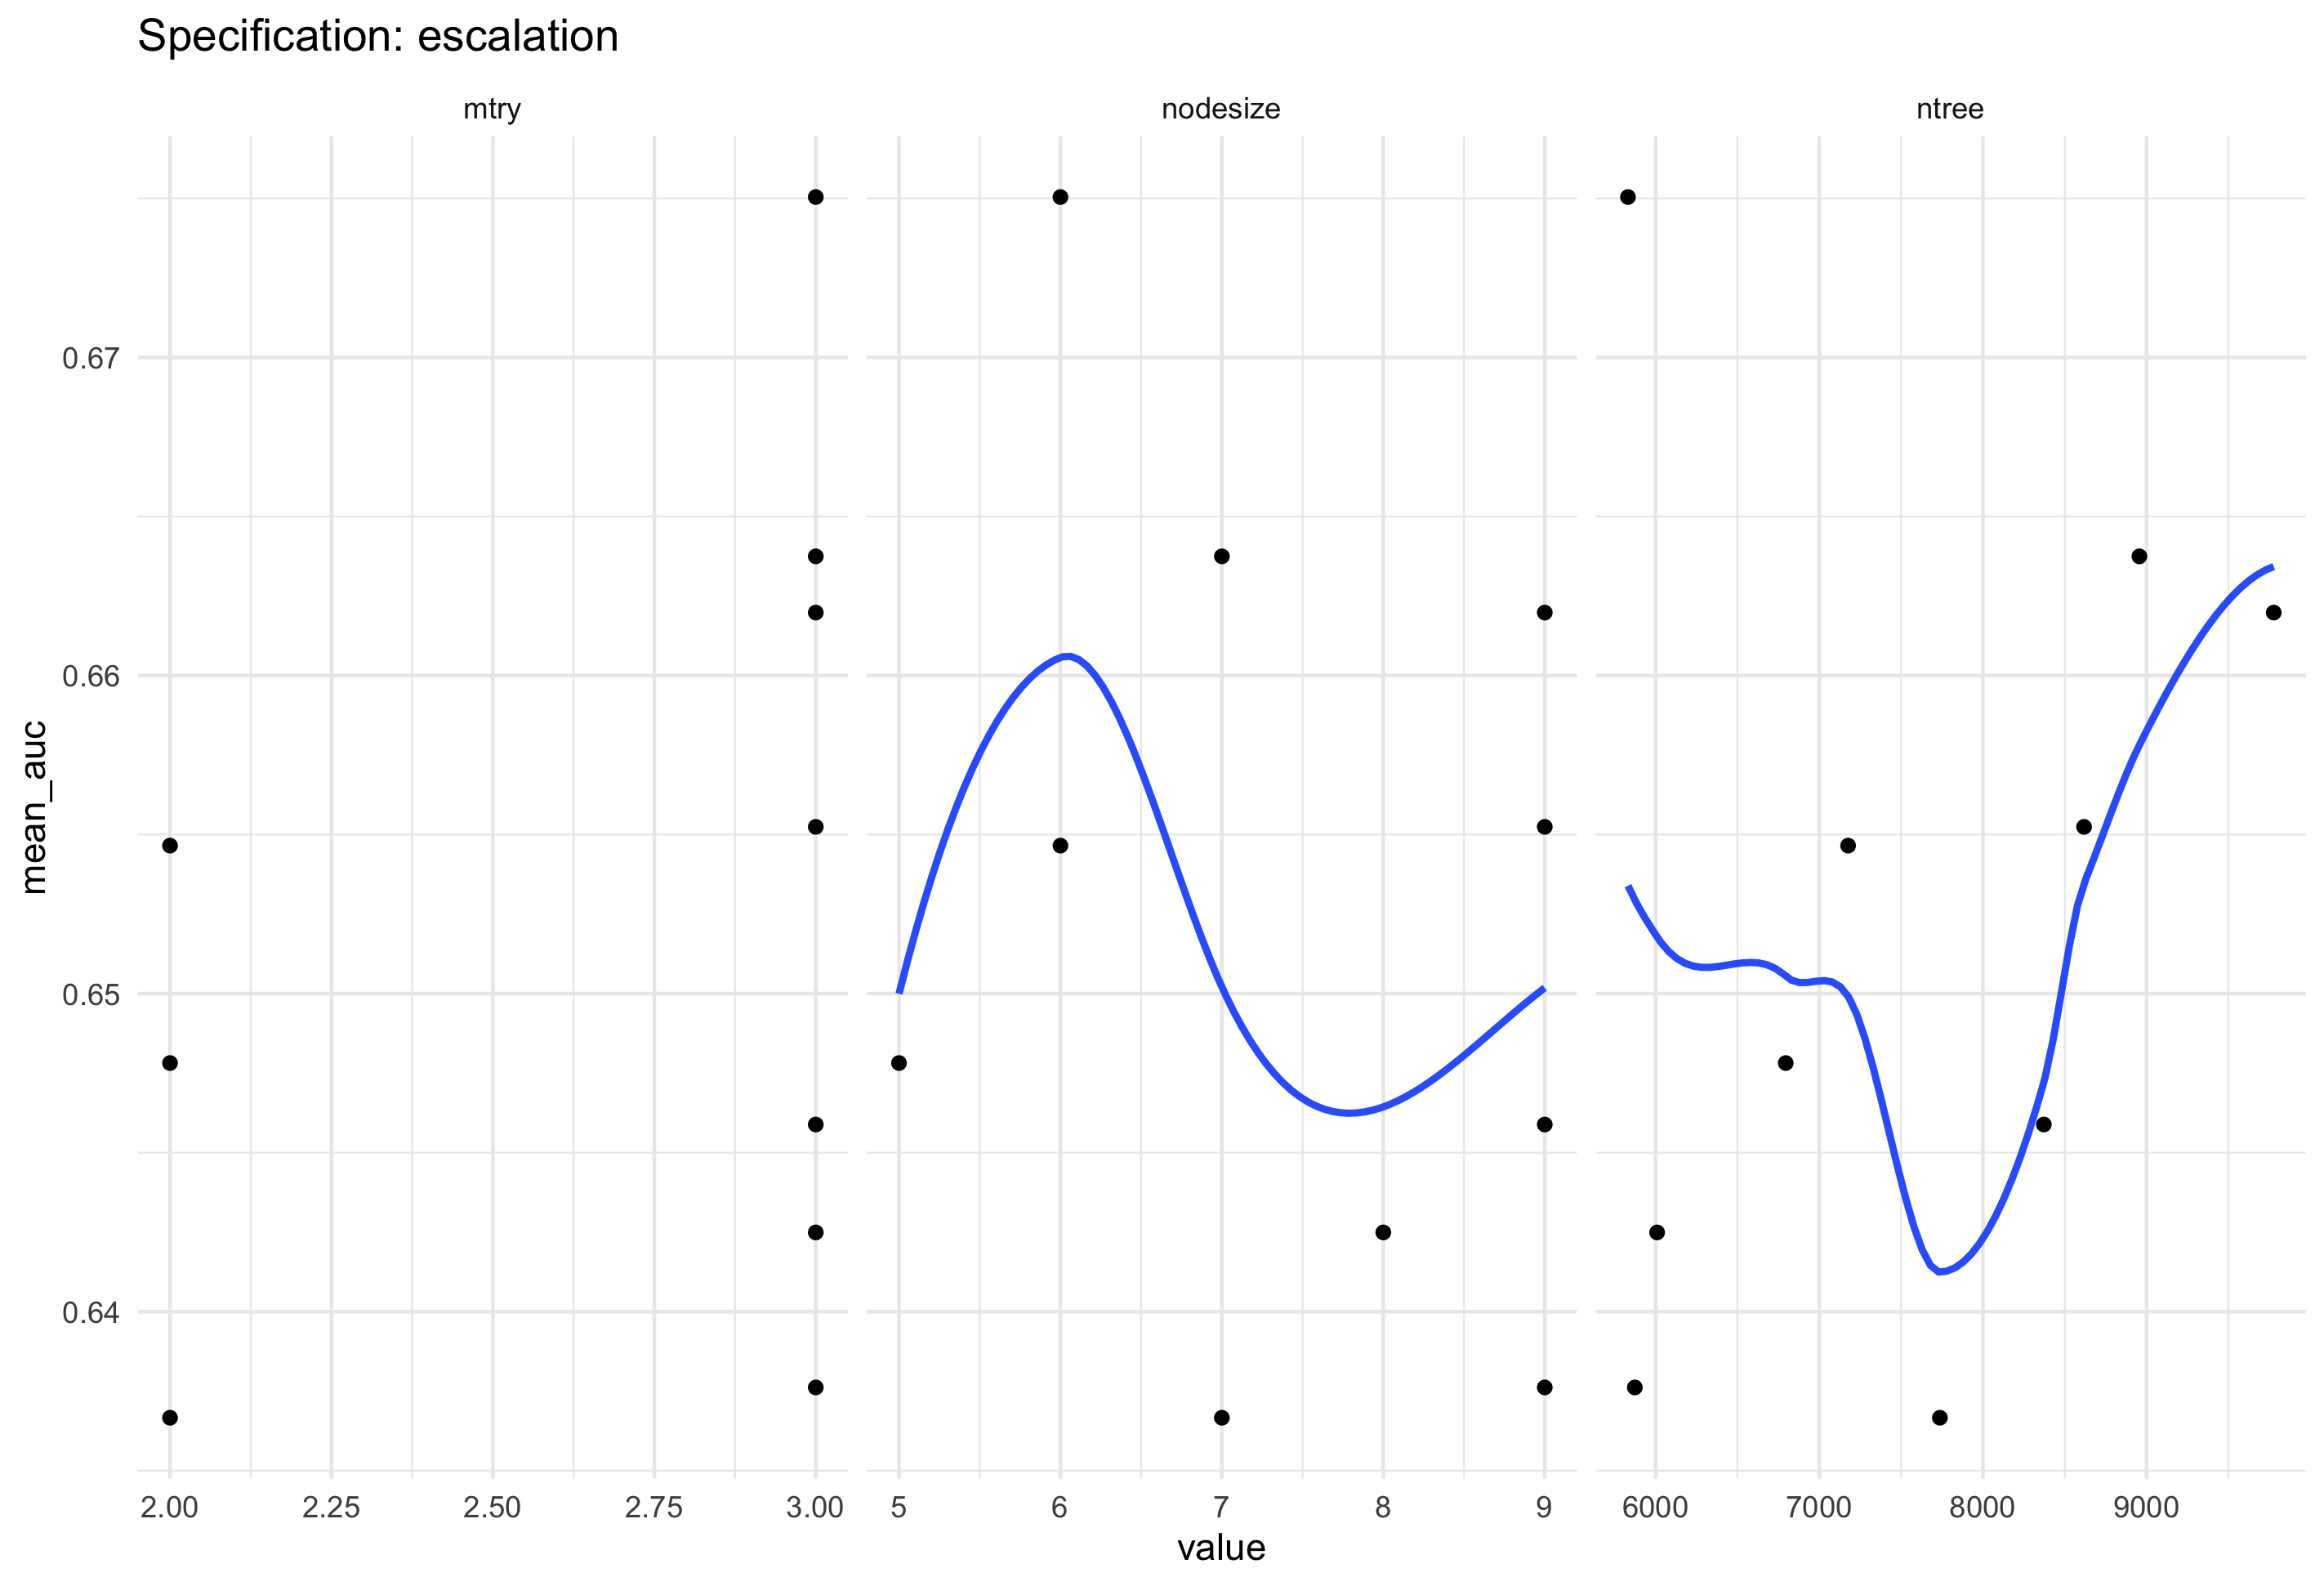 Specification: escalation
mtry nodesize ntree
mean_auc
0.67
0.66
0.65
0.64
2.00 2.25 2.50 2.75 3.00 5 6 7 8 9 6000 7000 8000 9000
value